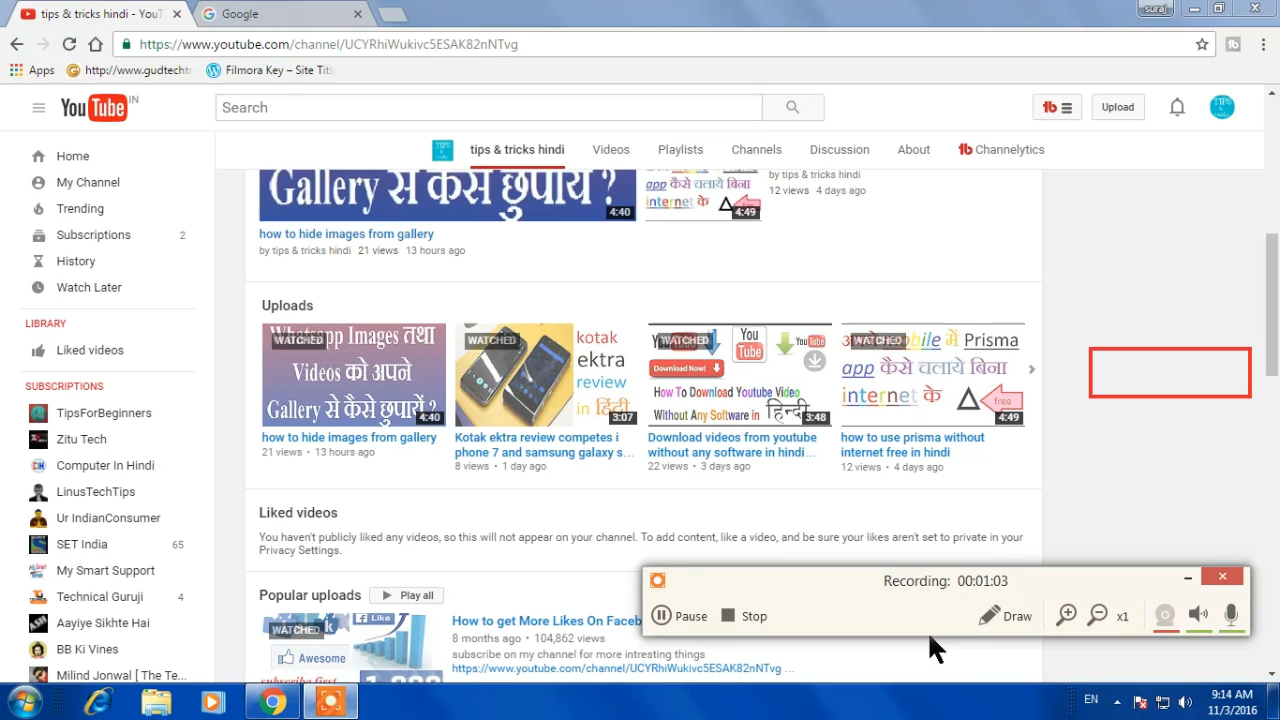 tips & tricks hindi - You
Google
suraj
https://www.youtube.com/channel/UCYRhiWukivc5ESAK82nNTvg
Apps
http://www.gudtecht
Filmora Key – Site Titl
YouTube IN
Search
Upload
tips & tricks hindi
Videos
Playlists
Channels
Discussion
About
Channelytics
Home
My Channel
Trending
Subscriptions 2
History
Watch Later
LIBRARY
Liked videos
SUBSCRIPTIONS
TipsForBeginners
Zitu Tech
Computer In Hindi
LinusTechTips
Ur IndianConsumer
SET India 65
My Smart Support
Technical Guruji 4
Aayiye Sikhte Hai
BB Ki Vines
Milind Jonwal [ The Te...
Gallery से कैसे छुपाये ?
4:40
app कैसे चलाये बिना
internet के
4:49
by tips & tricks hindi
12 views 4 days ago
how to hide images from gallery
by tips & tricks hindi 21 views 13 hours ago
Uploads
Whatsapp Images तथा
WATCHED
Videos को अपने
Gallery से कैसे छुपायें ?
4:40
how to hide images from gallery
21 views • 13 hours ago
WATCHED
kotak
ektra
review
in हिंदी
3:07
Kotak ektra review competes i
phone 7 and samsung galaxy s...
8 views • 1 day ago
WATCHED
You
Tube
YouTube
Download Now!
How To Download Youtube Video
Without Any Software in हिन्दी
3:48
Download videos from youtube
without any software in hindi...
22 views • 3 days ago
WATCHED
में Prisma
app कैसे चलाये बिना
internet के
free
4:49
how to use prisma without
internet free in hindi
12 views • 4 days ago
Liked videos
You haven't publicly liked any videos, so this will not appear on your channel. To add content, like a video, and be sure your likes aren't set to private in your
Privacy Settings.
Popular uploads
Play all
WATCHED
Like
Awesome
How to get More Likes On Faceb
8 months ago • 104,862 views
subscribe my channel for more intresting things
https://www.youtube.com/channel/UCYRhiWukivc5ESAK82nNTvg ...
Recording: 00:01:03
Pause
Stop
Draw
x1
EN
9:14 AM
11/3/2016